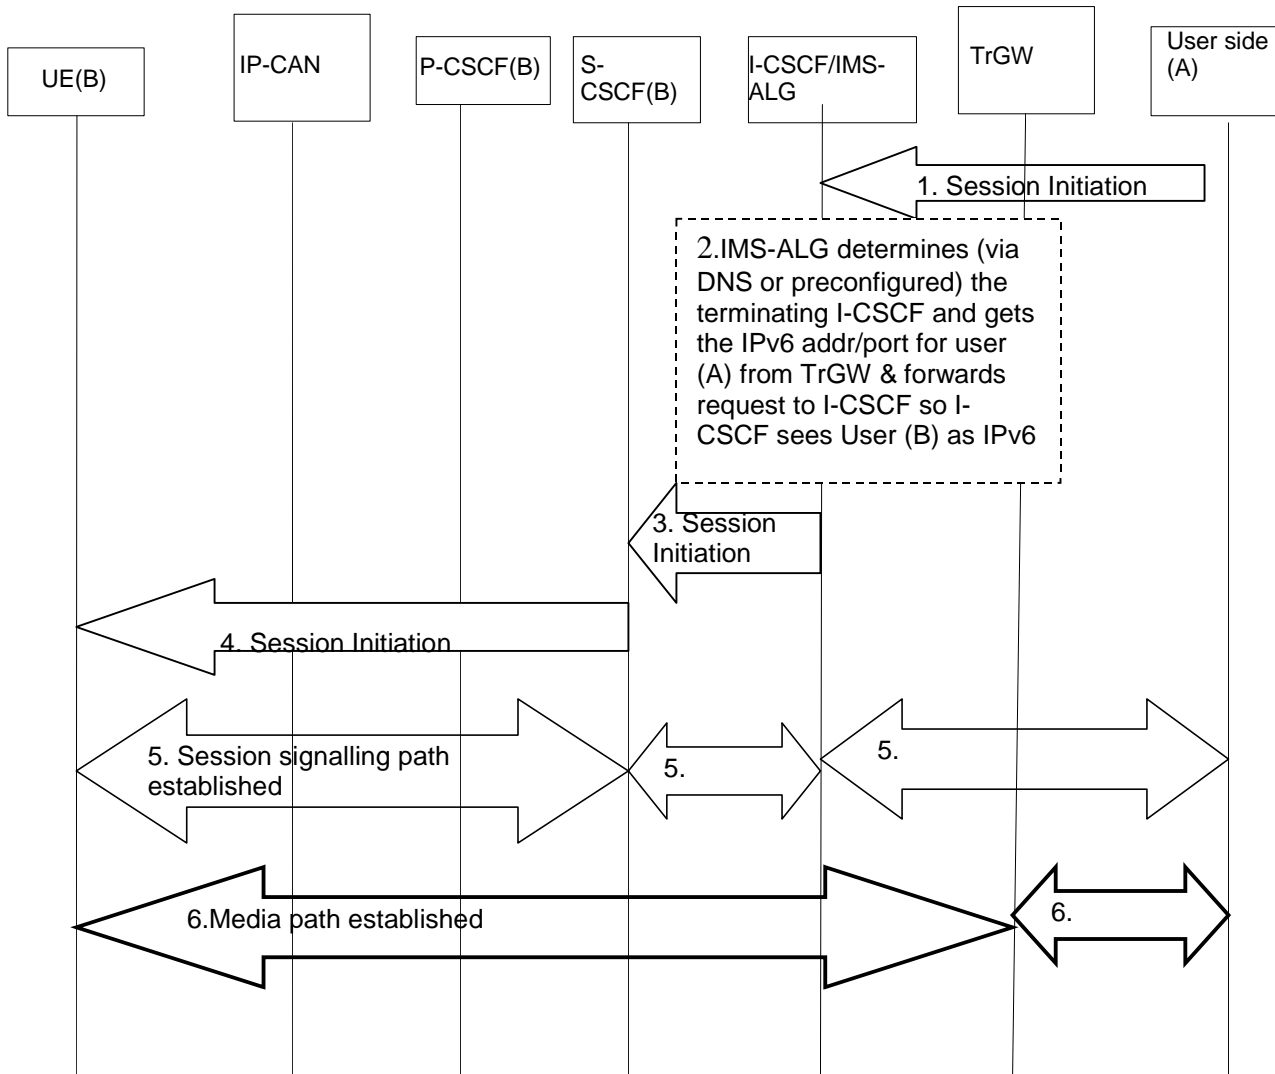 UE(B)
IP-CAN
P-CSCF(B)
S-
CSCF(B)
I-CSCF/IMS-
ALG
TrGW
User side
(A)
1. Session Initiation
2.IMS-ALG determines (via
DNS or preconfigured) the
terminating I-CSCF and gets
the IPv6 addr/port for user
(A) from TrGW & forwards
request to I-CSCF so I-
CSCF sees User (B) as IPv6
3. Session
Initiation
4. Session Initiation
5. Session signalling path
established
5.
5.
6.Media path established
6.